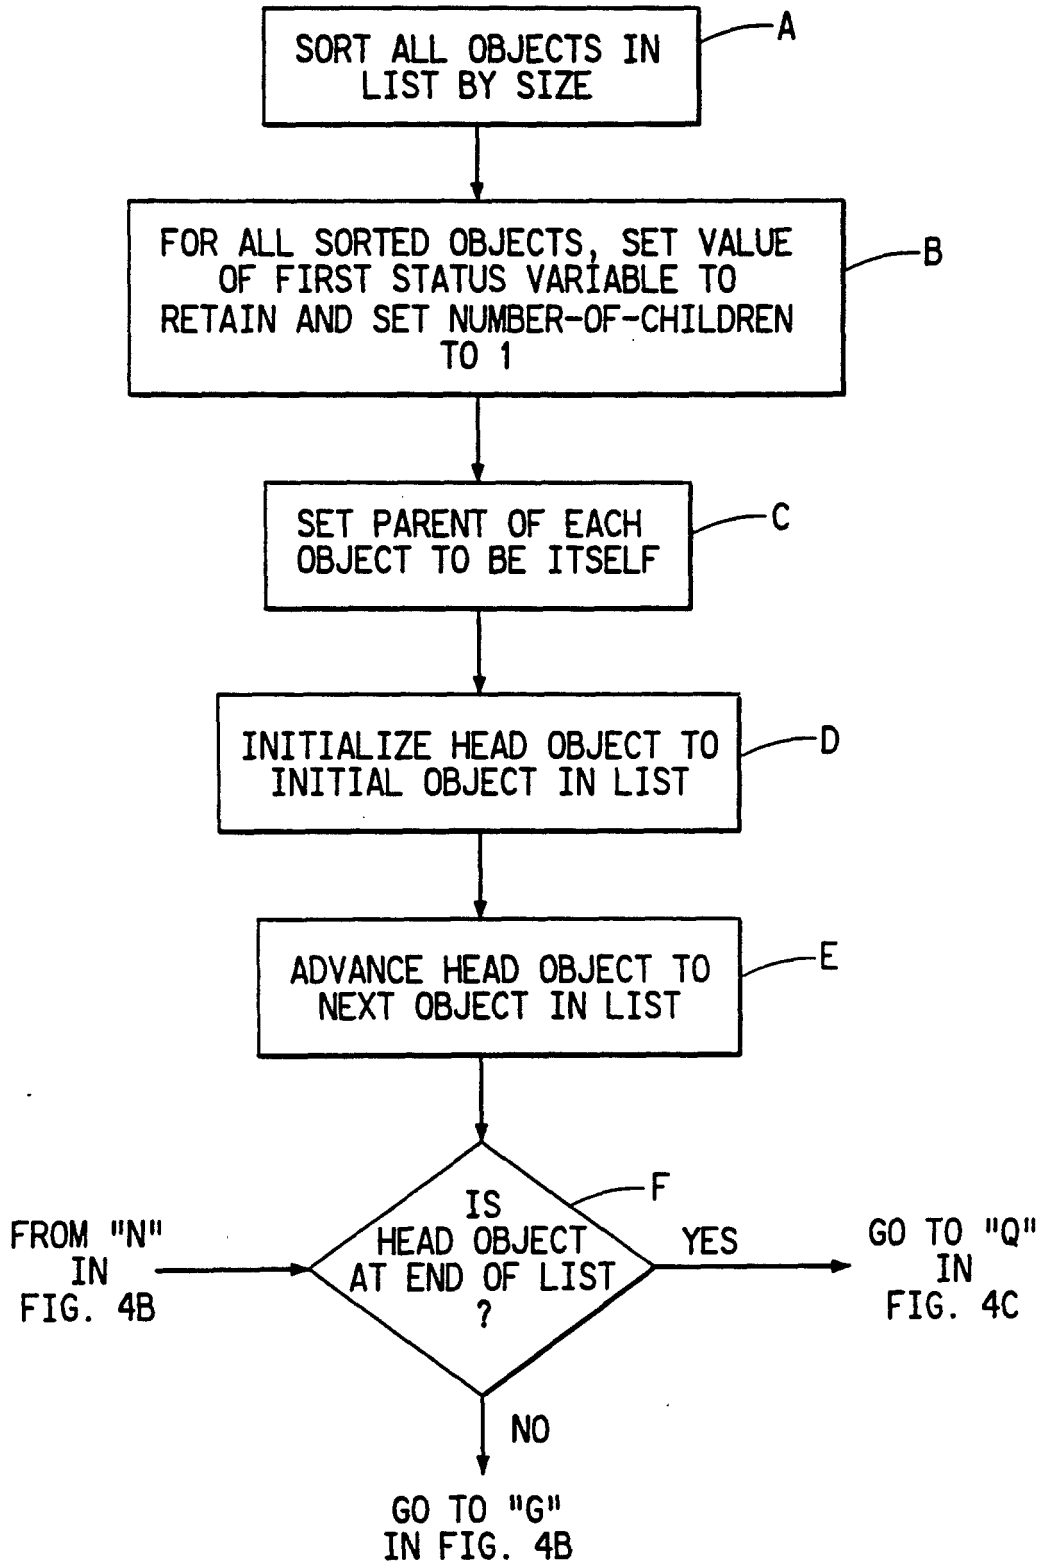 A
SORT ALL OBJECTS IN
LIST BY SIZE
B
FOR ALL SORTED OBJECTS, SET VALUE
OF FIRST STATUS VARIABLE TO
RETAIN AND SET NUMBER-OF-CHILDREN
TO 1
C
SET PARENT OF EACH
OBJECT TO BE ITSELF
D
INITIALIZE HEAD OBJECT TO
INITIAL OBJECT IN LIST
E
ADVANCE HEAD OBJECT TO
NEXT OBJECT IN LIST
F
IS
HEAD OBJECT
AT END OF LIST
?
FROM "N"
IN
FIG. 4B
YES
GO TO "Q"
IN
FIG. 4C
NO
GO TO "G"
IN FIG. 4B